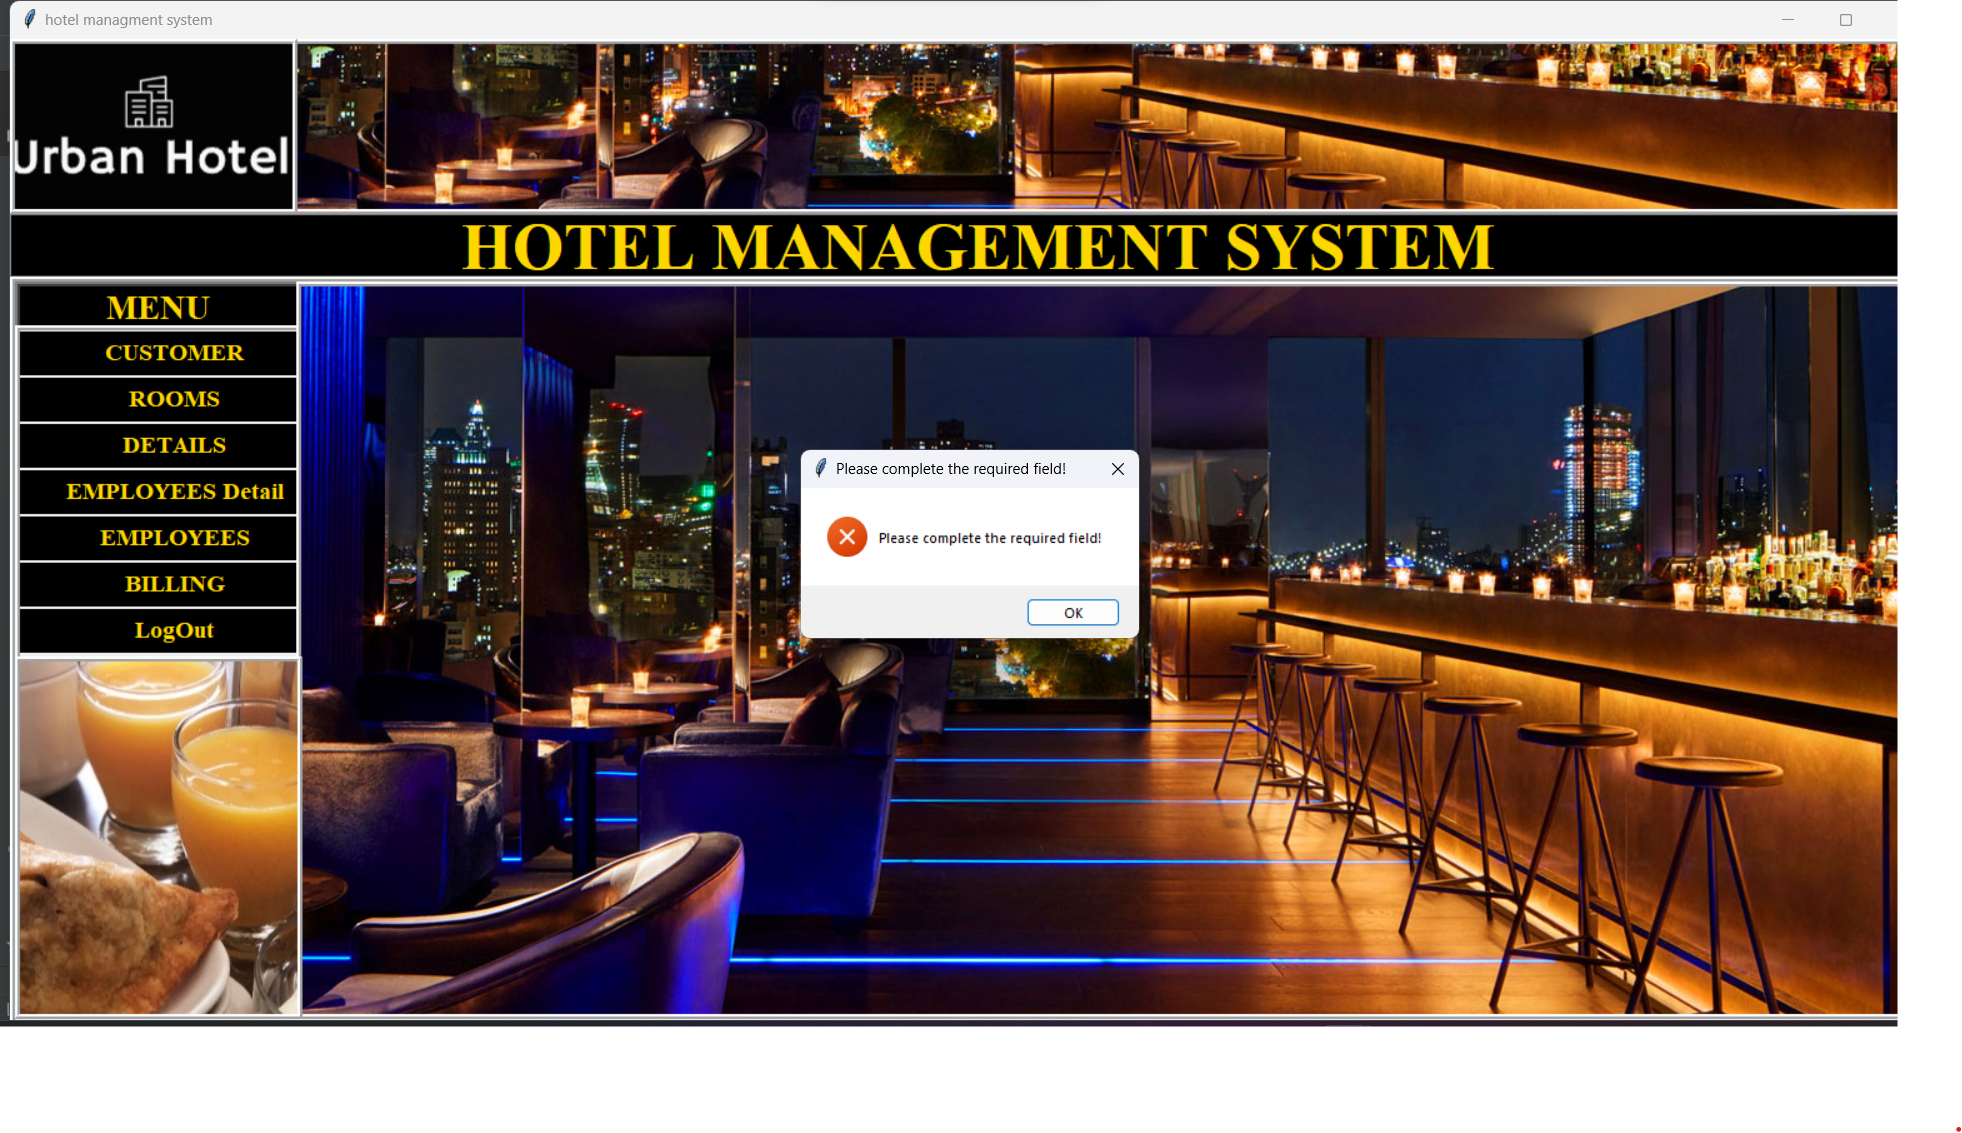 hotel managment system
Urban Hotel
HOTEL MANAGEMENT SYSTEM
MENU
CUSTOMER
ROOMS
DETAILS
EMPLOYEES Detail
EMPLOYEES
BILLING
LogOut
Please complete the required field!
Please complete the required field!
OK